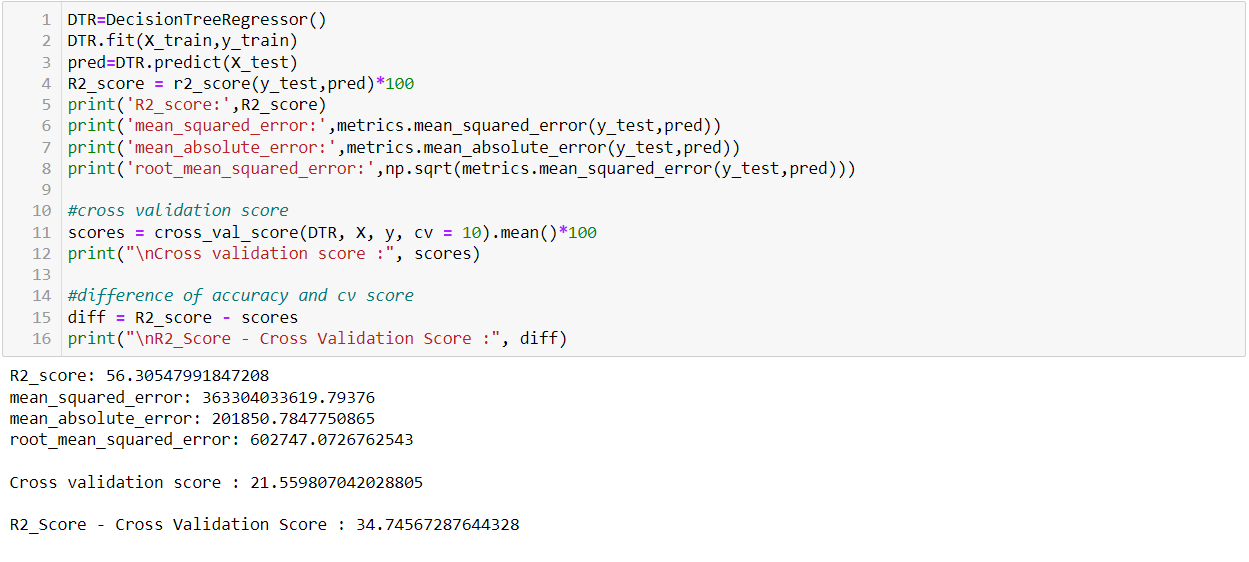 1 DTR=DecisionTreeRegressor()
2 DTR.fit(X_train,y_train)
3 pred=DTR.predict(X_test)
4 R2_score = r2_score(y_test,pred)*100
5 print('R2_score:',R2_score)
6 print('mean_squared_error:',metrics.mean_squared_error(y_test,pred))
7 print('mean_absolute_error:',metrics.mean_absolute_error(y_test,pred))
8 print('root_mean_squared_error:',np.sqrt(metrics.mean_squared_error(y_test,pred)))
9
10 #cross validation score
11 scores = cross_val_score(DTR, X, y, cv = 10).mean()*100
12 print("\nCross validation score :", scores)
13
14 #difference of accuracy and cv score
15 diff = R2_score - scores
16 print("\nR2_Score - Cross Validation Score :", diff)
R2_score: 56.30547991847208
mean_squared_error: 363304033619.79376
mean_absolute_error: 201850.7847750865
root_mean_squared_error: 602747.0726762543
Cross validation score : 21.559807042028805
R2_Score - Cross Validation Score : 34.74567287644328